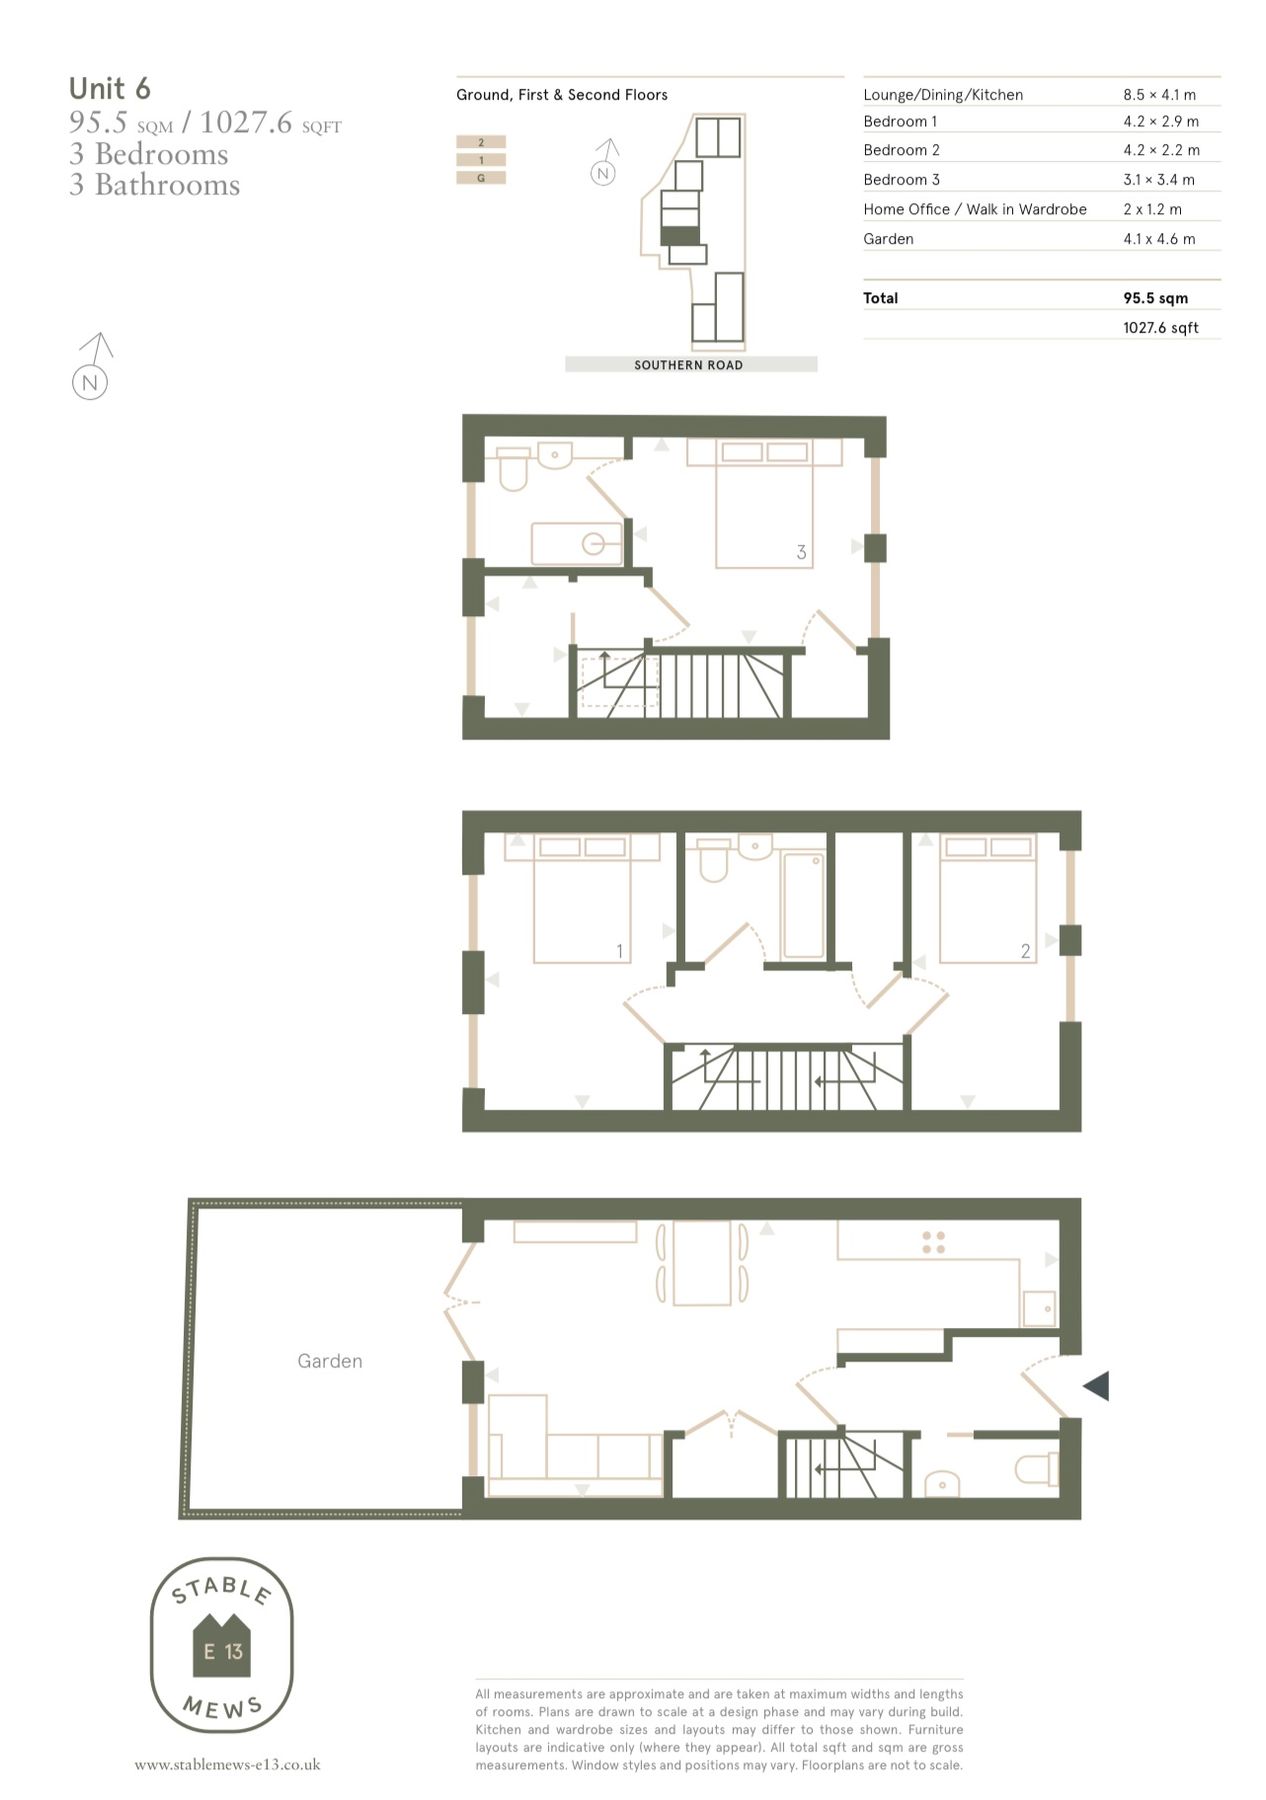 Unit 6
95.5 SQM / 1027.6 SQFT
3 Bedrooms
3 Bathrooms
Ground, First & Second Floors
2
1
G
N
SOUTHERN ROAD
Lounge/Dining/Kitchen 8.5 × 4.1 m
Bedroom 1 4.2 × 2.9 m
Bedroom 2 4.2 × 2.2 m
Bedroom 3 3.1 × 3.4 m
Home Office / Walk in Wardrobe 2 x 1.2 m
Garden 4.1 x 4.6 m
Total 95.5 sqm
1027.6 sqft
N
3
1
2
Garden
STABLE
E 13
MEWS
www.stablemews-e13.co.uk
All measurements are approximate and are taken at maximum widths and lengths
of rooms. Plans are drawn to scale at a design phase and may vary during build.
Kitchen and wardrobe sizes and layouts may differ to those shown. Furniture
layouts are indicative only (where they appear). All total sqft and sqm are gross
measurements. Window styles and positions may vary. Floorplans are not to scale.